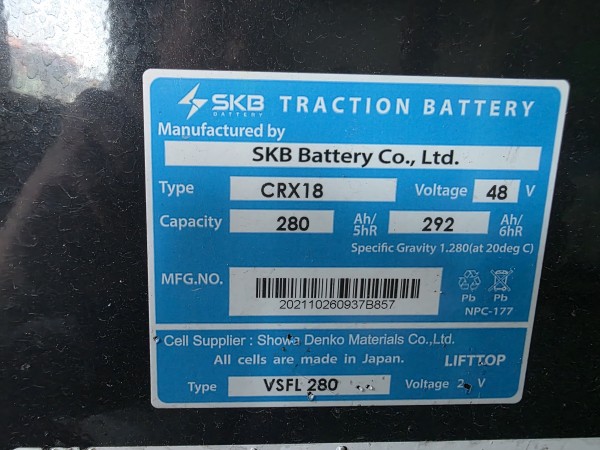 SKB BATTERY TRACTION BATTERY
Manufactured by
SKB Battery Co., Ltd.
Type CRX18 Voltage 48 V
Capacity 280 Ah/5hR 292 Ah/6hR
Specific Gravity 1.280(at 20deg C)
MFG.NO. 202110260937B857
Pb Pb
NPC-177
Cell Supplier : Showa Denko Materials Co.,Ltd.
All cells are made in Japan. LIFTTOP
Type VSFL 280 Voltage 2 V